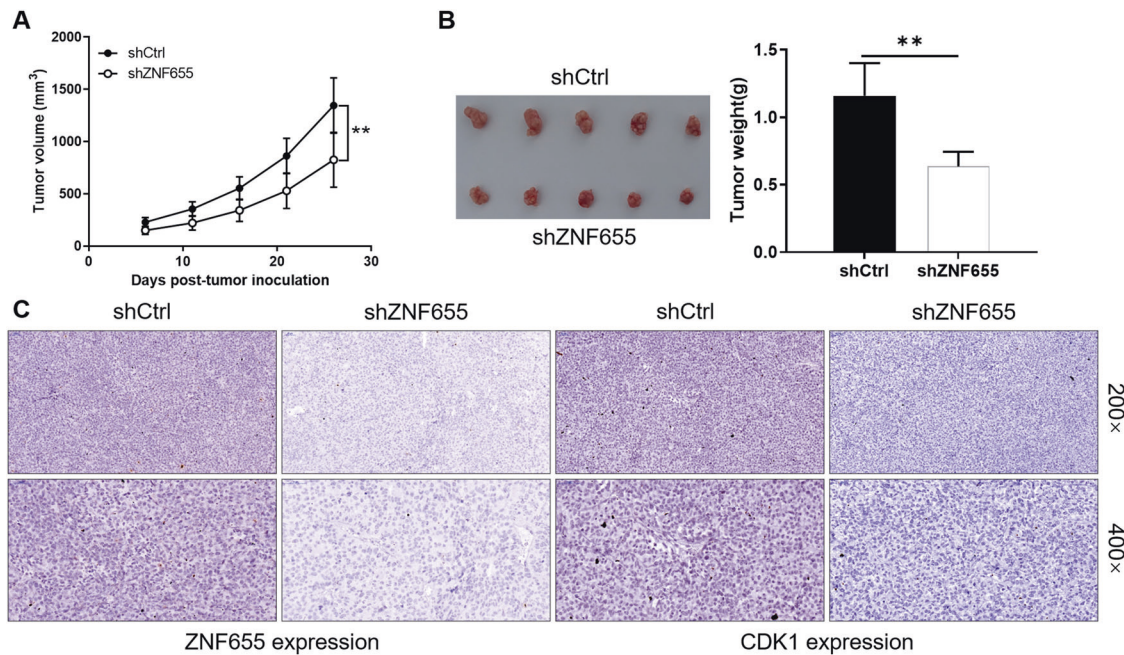 A
2000
1500
1000
500
0
0 10 20 30
Tumor volume (mm³)
Days post-tumor inoculation
shCtrl
shZNF655
**
B
shCtrl
shZNF655
1.5
1.0
0.5
0.0
Tumor weight(g)
**
shCtrl shZNF655
C
shCtrl shZNF655 shCtrl shZNF655
200×
400×
ZNF655 expression CDK1 expression